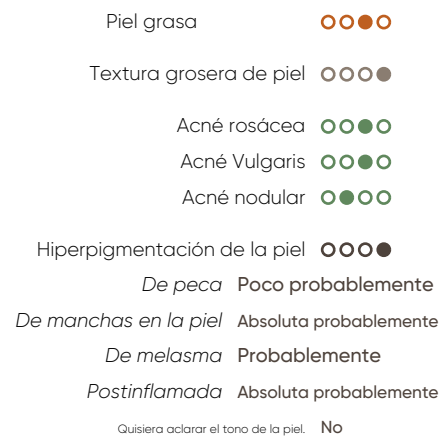 Piel grasa
Textura grosera de piel
Acné rosácea
Acné Vulgaris
Acné nodular
Hiperpigmentación de la piel
De peca Poco probablemente
De manchas en la piel Absoluta probablemente
De melasma Probablemente
Postinflamada Absoluta probablemente
Quisiera aclarar el tono de la piel. No